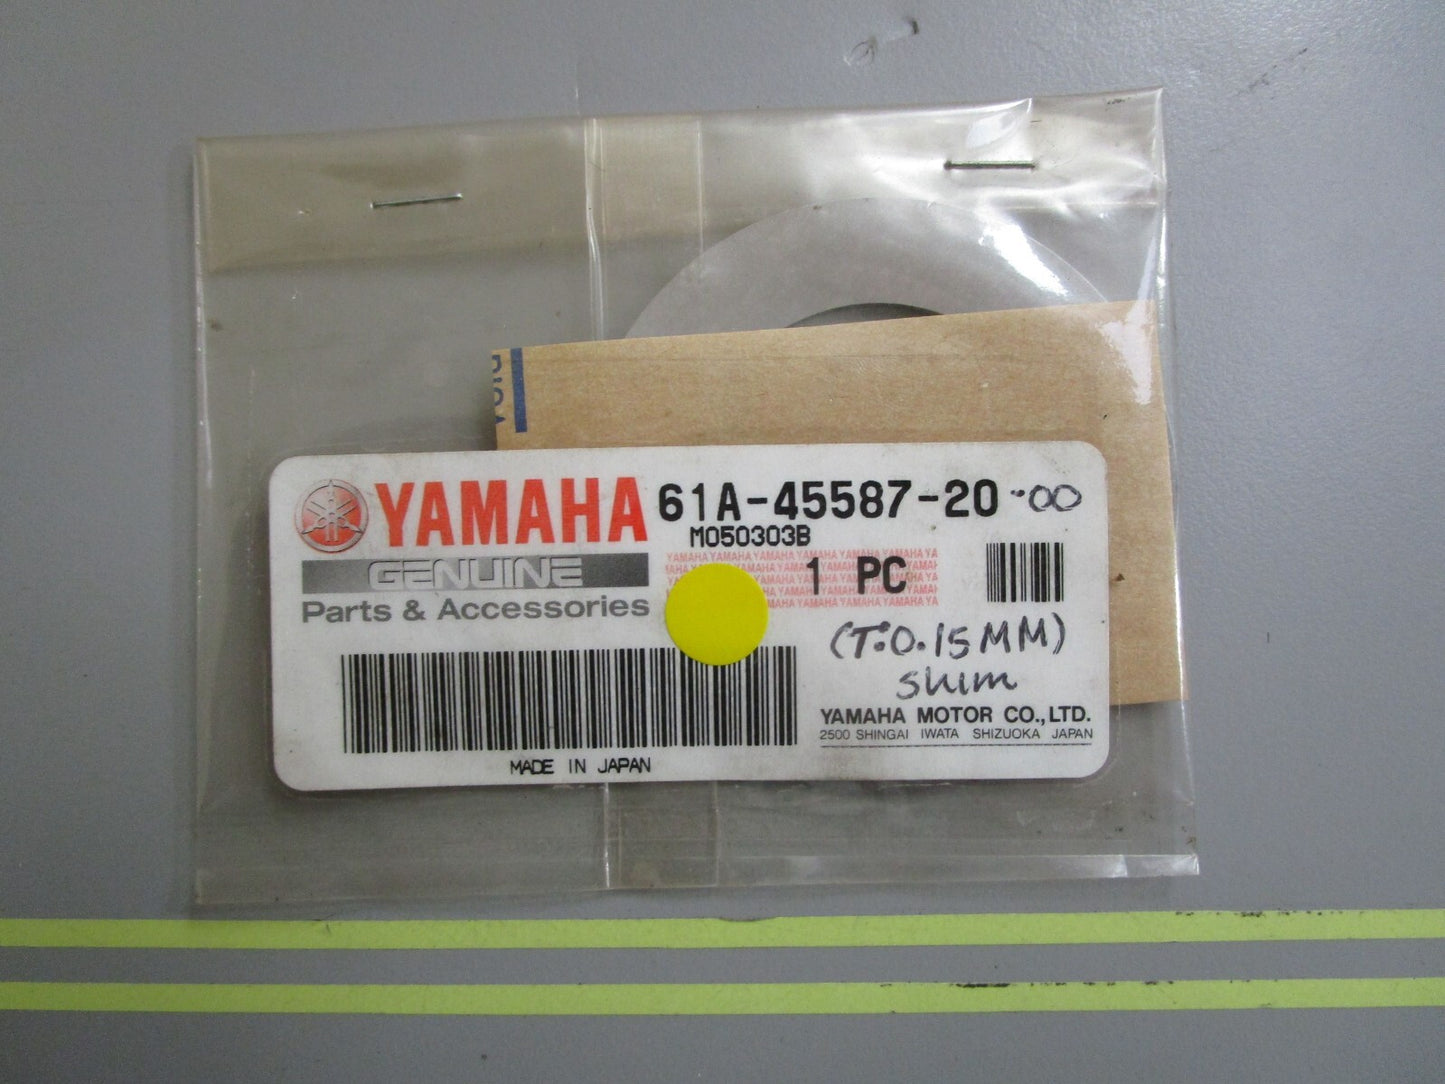 YAMAHA 61A-45587-20 -00
M050303B
GENUINE
1 PC
Parts & Accessories
(T:0.15MM)
shim
YAMAHA MOTOR CO.,LTD.
2500 SHINGAI IWATA SHIZUOKA JAPAN
MADE IN JAPAN